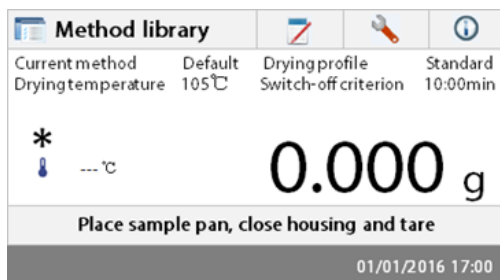 Method library
Current method Default Drying profile Standard
Drying temperature 105℃ Switch-off criterion 10:00min
*
--- ℃ 0.000 g
Place sample pan, close housing and tare
01/01/2016 17:00